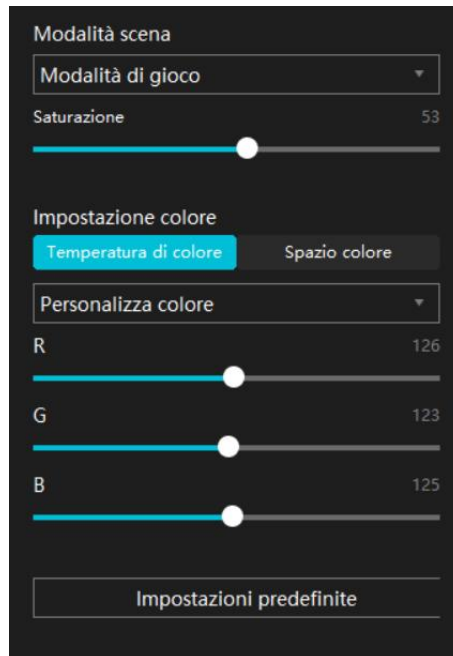 Modalità scena
Modalità di gioco
Saturazione 53
Impostazione colore
Temperatura di colore Spazio colore
Personalizza colore
R 126
G 123
B 125
Impostazioni predefinite